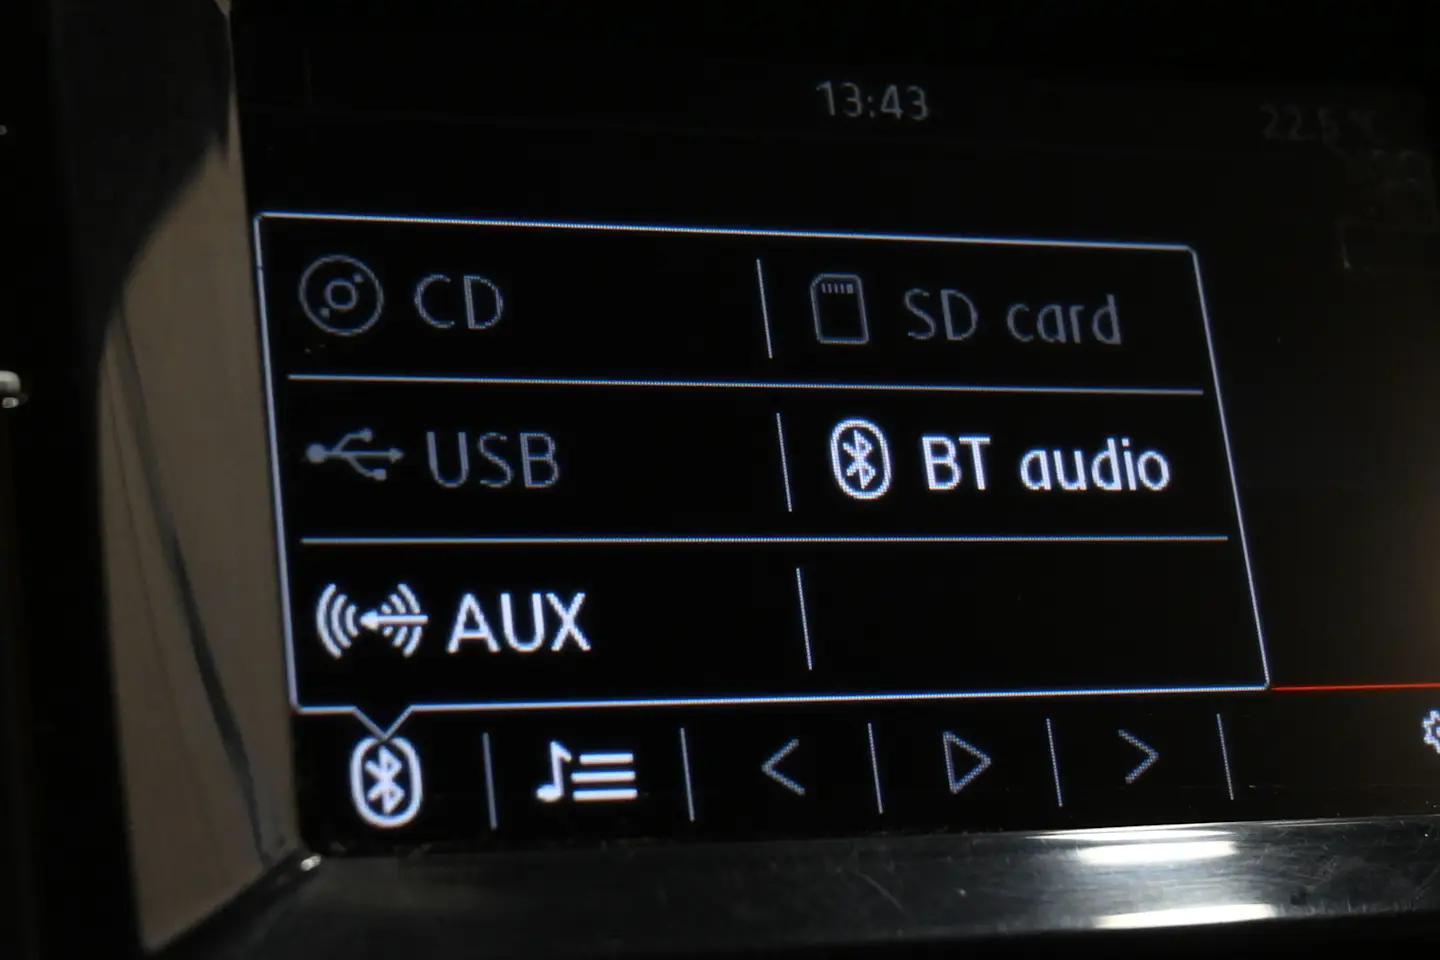 13:43
CD
SD card
USB
BT audio
AUX